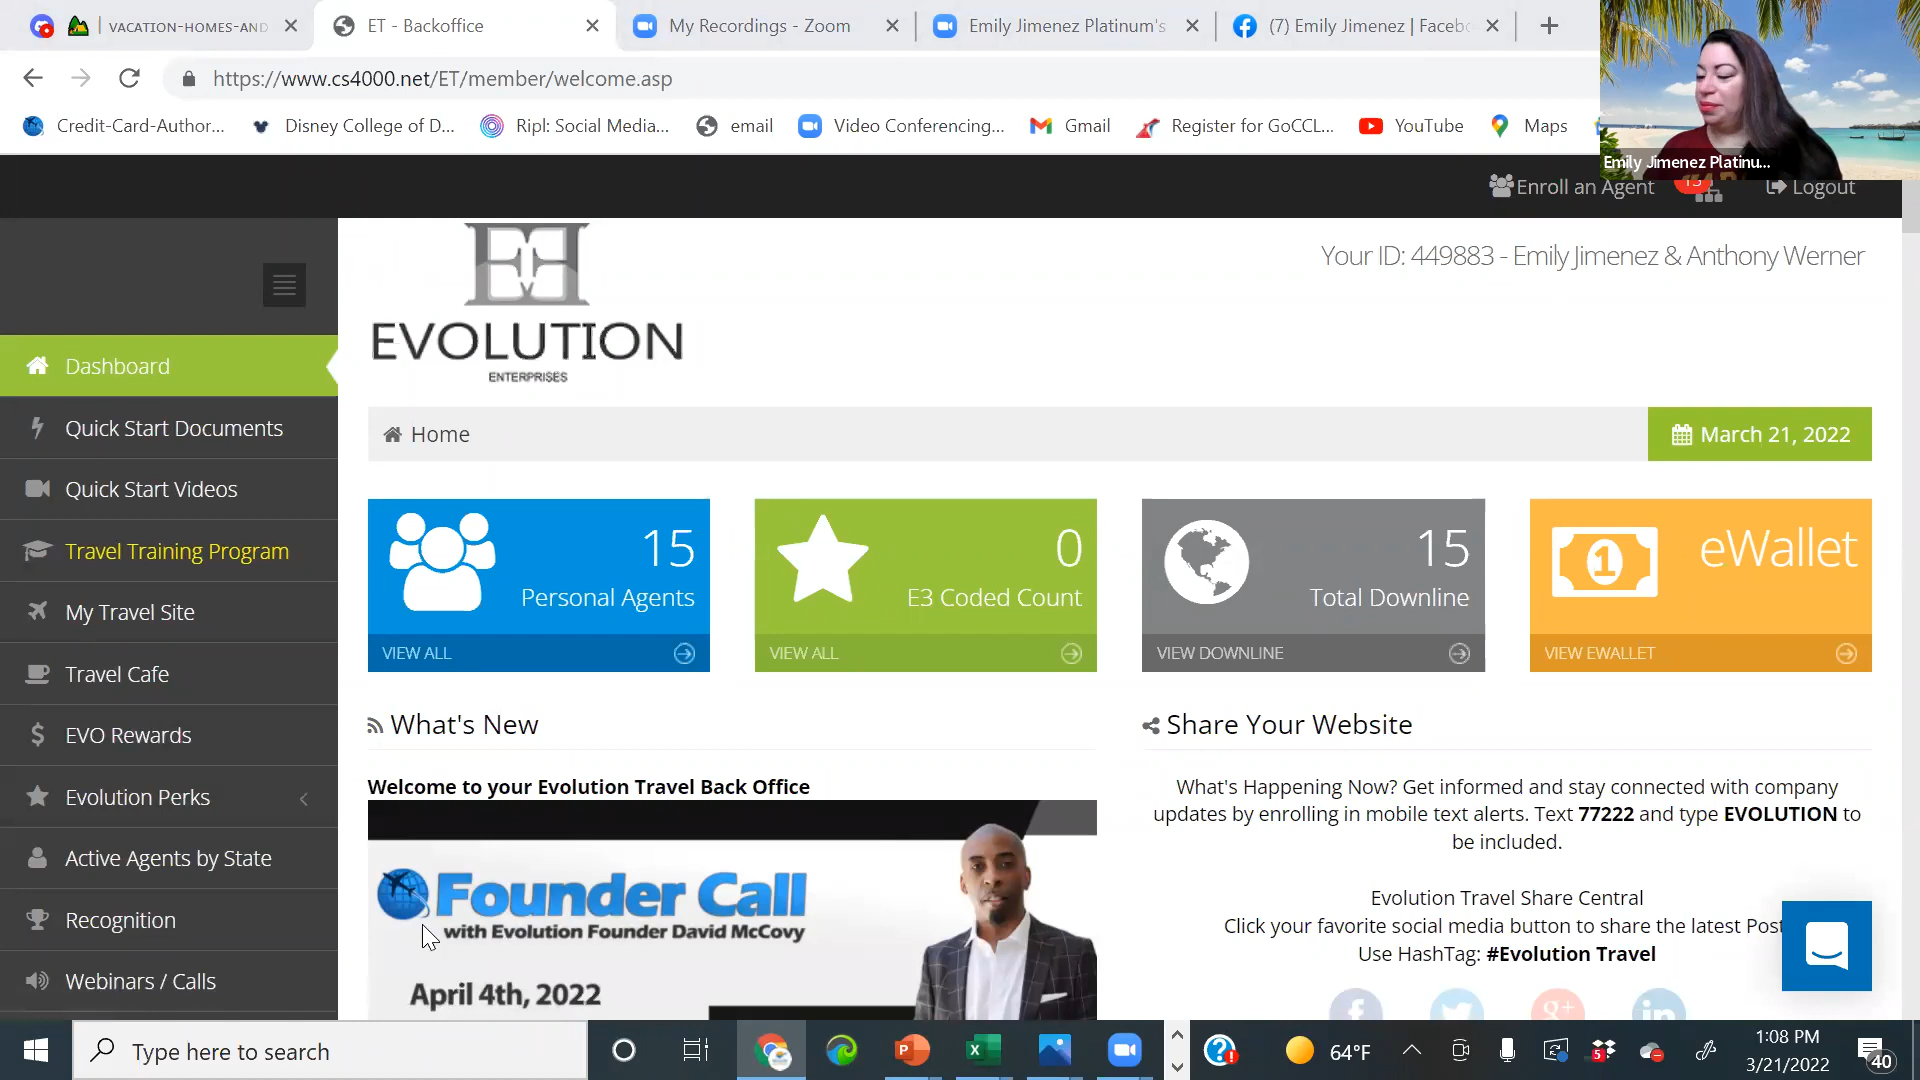 VACATION-HOMES-AND
ET - Backoffice
My Recordings - Zoom
Emily Jimenez Platinum's
(7) Emily Jimenez | Facebo
https://www.cs4000.net/ET/member/welcome.asp
Credit-Card-Author...
Disney College of D...
Ripl: Social Media...
email
Video Conferencing...
Gmail
Register for GoCCL...
YouTube
Maps
Emily Jimenez Platinu...
Enroll an Agent
15
Logout
EVOLUTION
ENTERPRISES
Your ID: 449883 - Emily Jimenez & Anthony Werner
Dashboard
Quick Start Documents
Quick Start Videos
Travel Training Program
My Travel Site
Travel Cafe
EVO Rewards
Evolution Perks
Active Agents by State
Recognition
Webinars / Calls
Home
March 21, 2022
15
Personal Agents
VIEW ALL
0
E3 Coded Count
VIEW ALL
15
Total Downline
VIEW DOWNLINE
1
eWallet
VIEW EWALLET
What's New
Welcome to your Evolution Travel Back Office
Founder Call
with Evolution Founder David McCovy
April 4th, 2022
Share Your Website
What's Happening Now? Get informed and stay connected with company
updates by enrolling in mobile text alerts. Text 77222 and type EVOLUTION to
be included.
Evolution Travel Share Central
Click your favorite social media button to share the latest Post
Use HashTag: #Evolution Travel
Type here to search
64°F
5
1:08 PM
3/21/2022
40